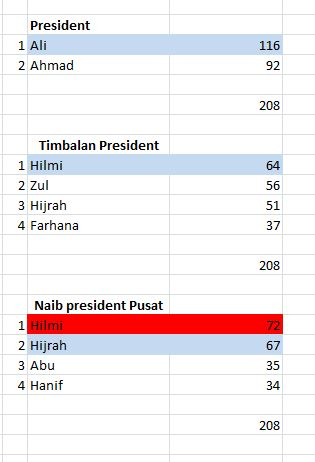 President
1 Ali 116
2 Ahmad 92
208
Timbalan President
1 Hilmi 64
2 Zul 56
3 Hijrah 51
4 Farhana 37
208
Naib president Pusat
1 Hilmi 72
2 Hijrah 67
3 Abu 35
4 Hanif 34
208